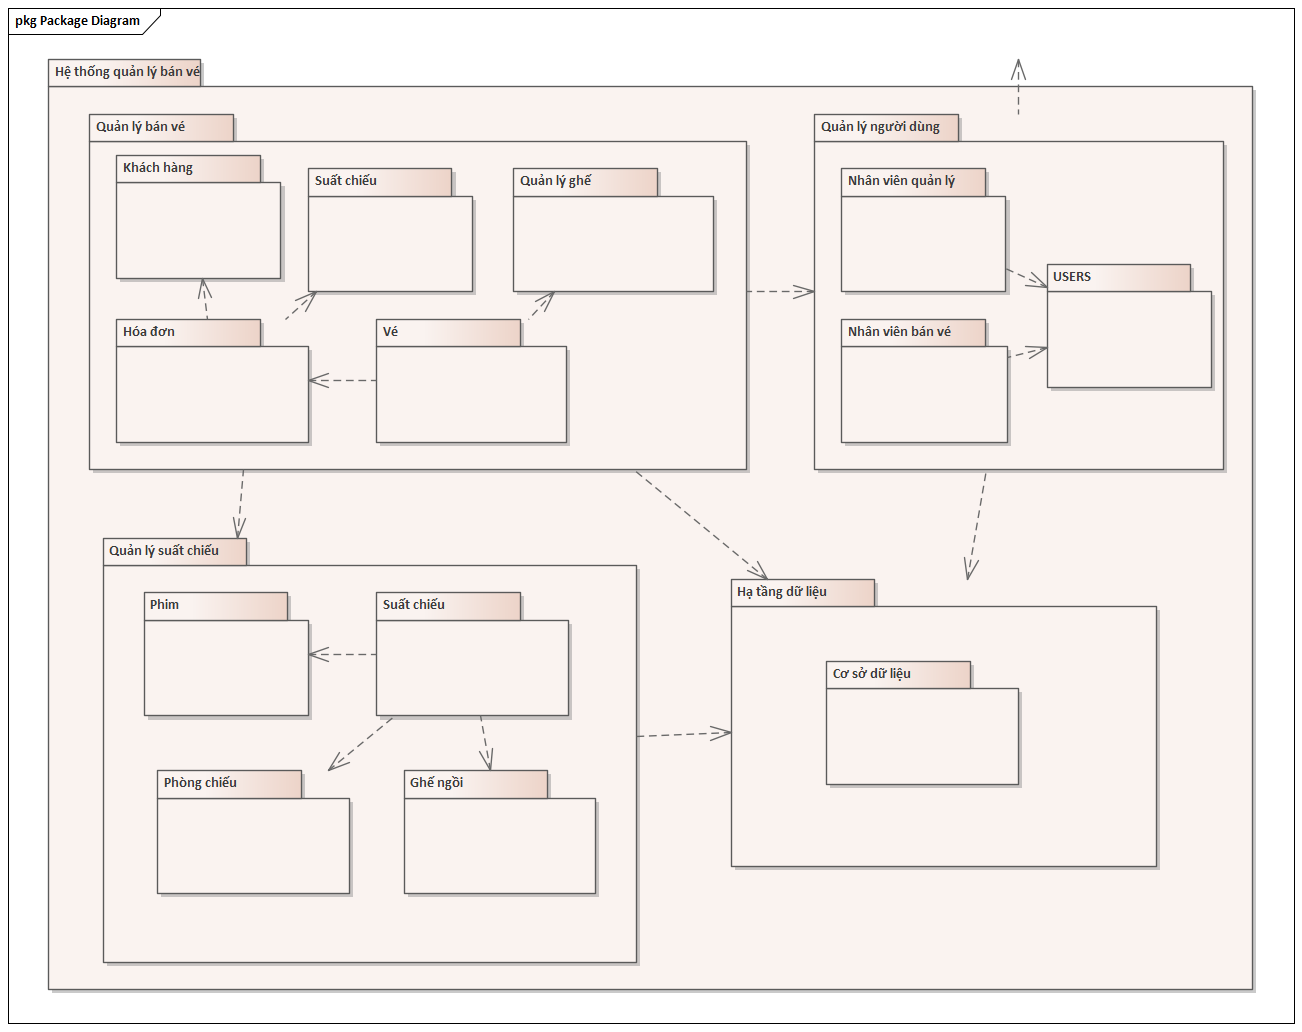 pkg Package Diagram
Hệ thống quản lý bán vé
Quản lý bán vé
Quản lý người dùng
Khách hàng
Suất chiếu
Quản lý ghế
Nhân viên quản lý
USERS
Hóa đơn
Vé
Nhân viên bán vé
Quản lý suất chiếu
Hạ tầng dữ liệu
Phim
Suất chiếu
Cơ sở dữ liệu
Phòng chiếu
Ghế ngồi